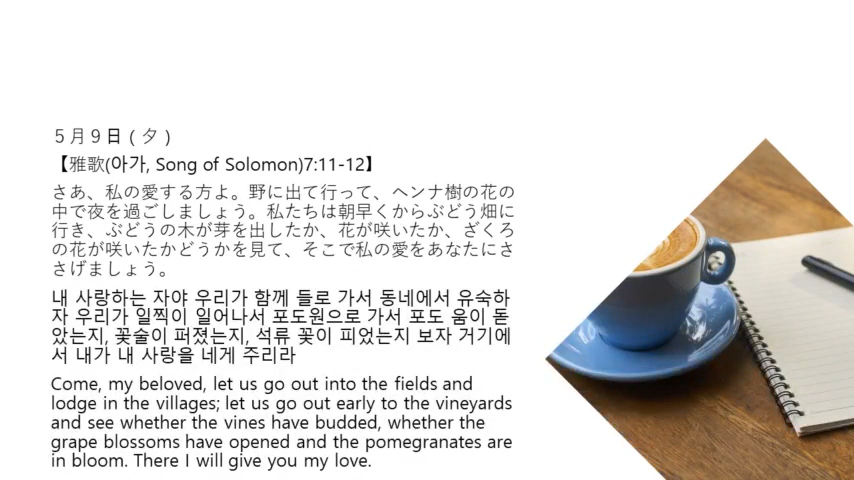 ５月９日 ( 夕 )
【雅歌(아가, Song of Solomon)7:11-12】
さあ、私の愛する方よ。野に出て行って、ヘンナ樹の花の
中で夜を過ごしましょう。私たちは朝早くからぶどう畑に
行き、ぶどうの木が芽を出したか、花が咲いたか、ざくろ
の花が咲いたかどうかを見て、そこで私の愛をあなたにさ
さげましょう。
내 사랑하는 자야 우리가 함께 들로 가서 동네에서 유숙하
자 우리가 일찍이 일어나서 포도원으로 가서 포도 움이 돋
았는지, 꽃술이 퍼졌는지, 석류 꽃이 피었는지 보자 거기에
서 내가 내 사랑을 네게 주리라
Come, my beloved, let us go out into the fields and
lodge in the villages; let us go out early to the vineyards
and see whether the vines have budded, whether the
grape blossoms have opened and the pomegranates are
in bloom. There I will give you my love.